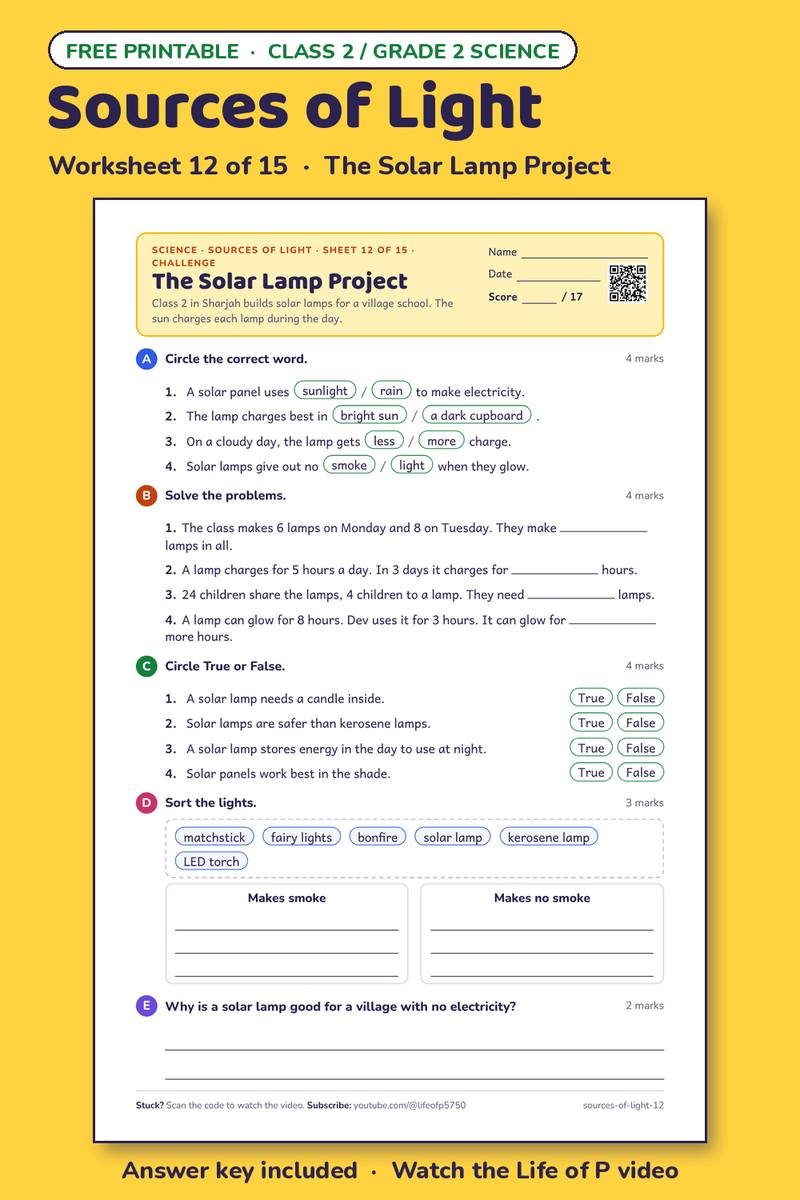 FREE PRINTABLE · CLASS 2 / GRADE 2 SCIENCE
Sources of Light
Worksheet 12 of 15 · The Solar Lamp Project
SCIENCE · SOURCES OF LIGHT · SHEET 12 OF 15 ·
CHALLENGE
The Solar Lamp Project
Class 2 in Sharjah builds solar lamps for a village school. The
sun charges each lamp during the day.
Name
Date
Score / 17
A Circle the correct word. 4 marks
1. A solar panel uses sunlight / rain to make electricity.
2. The lamp charges best in bright sun / a dark cupboard .
3. On a cloudy day, the lamp gets less / more charge.
4. Solar lamps give out no smoke / light when they glow.
B Solve the problems. 4 marks
1. The class makes 6 lamps on Monday and 8 on Tuesday. They make
lamps in all.
2. A lamp charges for 5 hours a day. In 3 days it charges for hours.
3. 24 children share the lamps, 4 children to a lamp. They need lamps.
4. A lamp can glow for 8 hours. Dev uses it for 3 hours. It can glow for
more hours.
C Circle True or False. 4 marks
1. A solar lamp needs a candle inside. True False
2. Solar lamps are safer than kerosene lamps. True False
3. A solar lamp stores energy in the day to use at night. True False
4. Solar panels work best in the shade. True False
D Sort the lights. 3 marks
matchstick fairy lights bonfire solar lamp kerosene lamp
LED torch
Makes smoke Makes no smoke
E Why is a solar lamp good for a village with no electricity? 2 marks
Stuck? Scan the code to watch the video. Subscribe: youtube.com/@lifeofp5750 sources-of-light-12
Answer key included · Watch the Life of P video